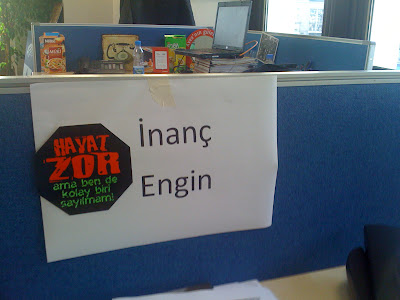 HAYAT
ZOR
ama ben de
kolay biri
sayılmam!
İnanç
Engin